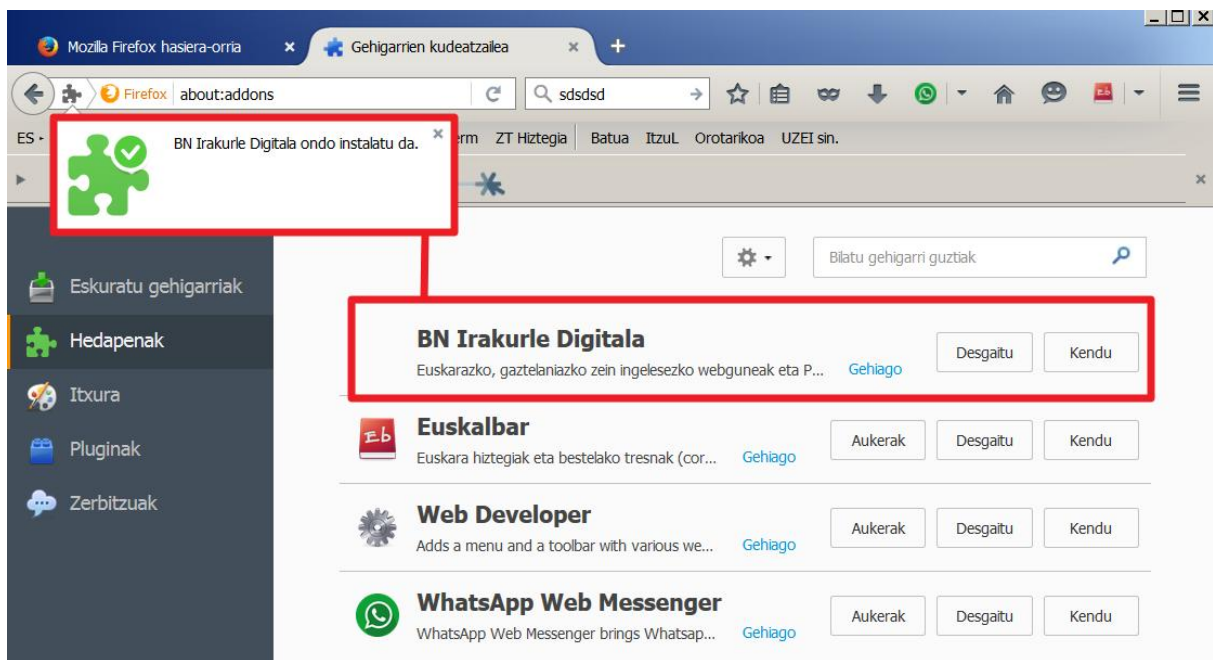 Mozilla Firefox hasiera-orria
Gehigarrien kudeatzailea
Firefox about:addons sdsdsd
ES
BN Irakurle Digitala ondo instalatu da.
erm ZT Hiztegia Batua ItzuL Orotarikoa UZEI sin.
Bilatu gehigarri guztiak
Eskuratu gehigarriak
Hedapenak
Itxura
Pluginak
Zerbitzuak
BN Irakurle Digitala
Euskarazko, gaztelaniazko zein ingelesezko webguneak eta P... Gehiago
Desgaitu Kendu
Eb Euskalbar
Euskara hiztegiak eta bestelako tresnak (cor... Gehiago
Aukerak Desgaitu Kendu
Web Developer
Adds a menu and a toolbar with various we... Gehiago
Aukerak Desgaitu Kendu
WhatsApp Web Messenger
WhatsApp Web Messenger brings Whatsap... Gehiago
Aukerak Desgaitu Kendu